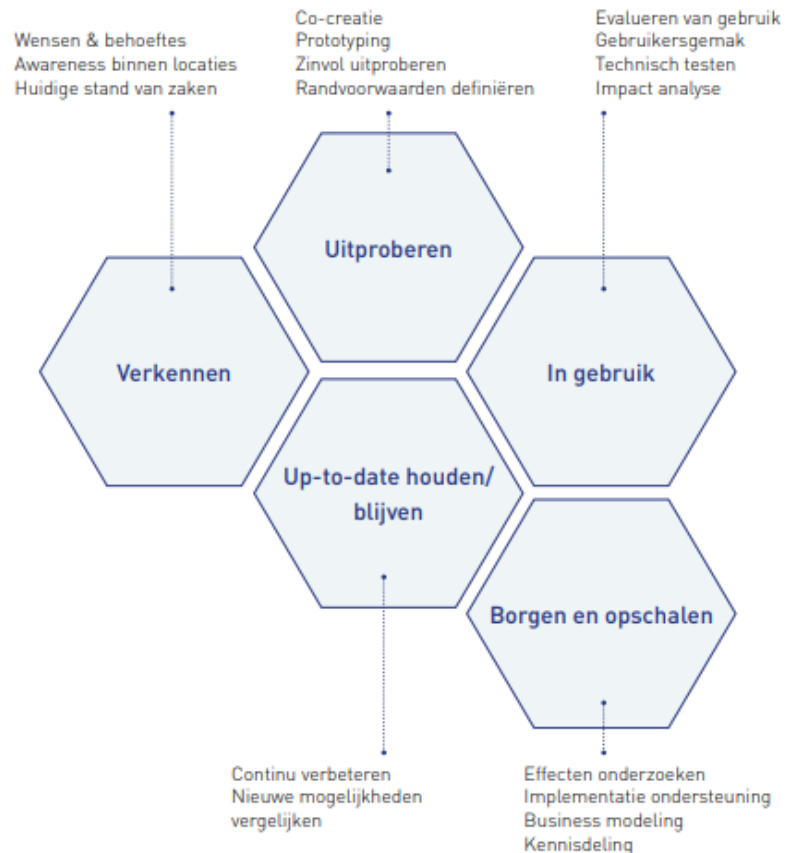 Wensen & behoeftes
Awareness binnen locaties
Huidige stand van zaken
Co-creatie
Prototyping
Zinvol uitproberen
Randvoorwaarden definiëren
Evalueren van gebruik
Gebruikersgemak
Technisch testen
Impact analyse
Uitproberen
Verkennen
In gebruik
Up-to-date houden/
blijven
Borgen en opschalen
Continu verbeteren
Nieuwe mogelijkheden
vergelijken
Effecten onderzoeken
Implementatie ondersteuning
Business modeling
Kennisdeling